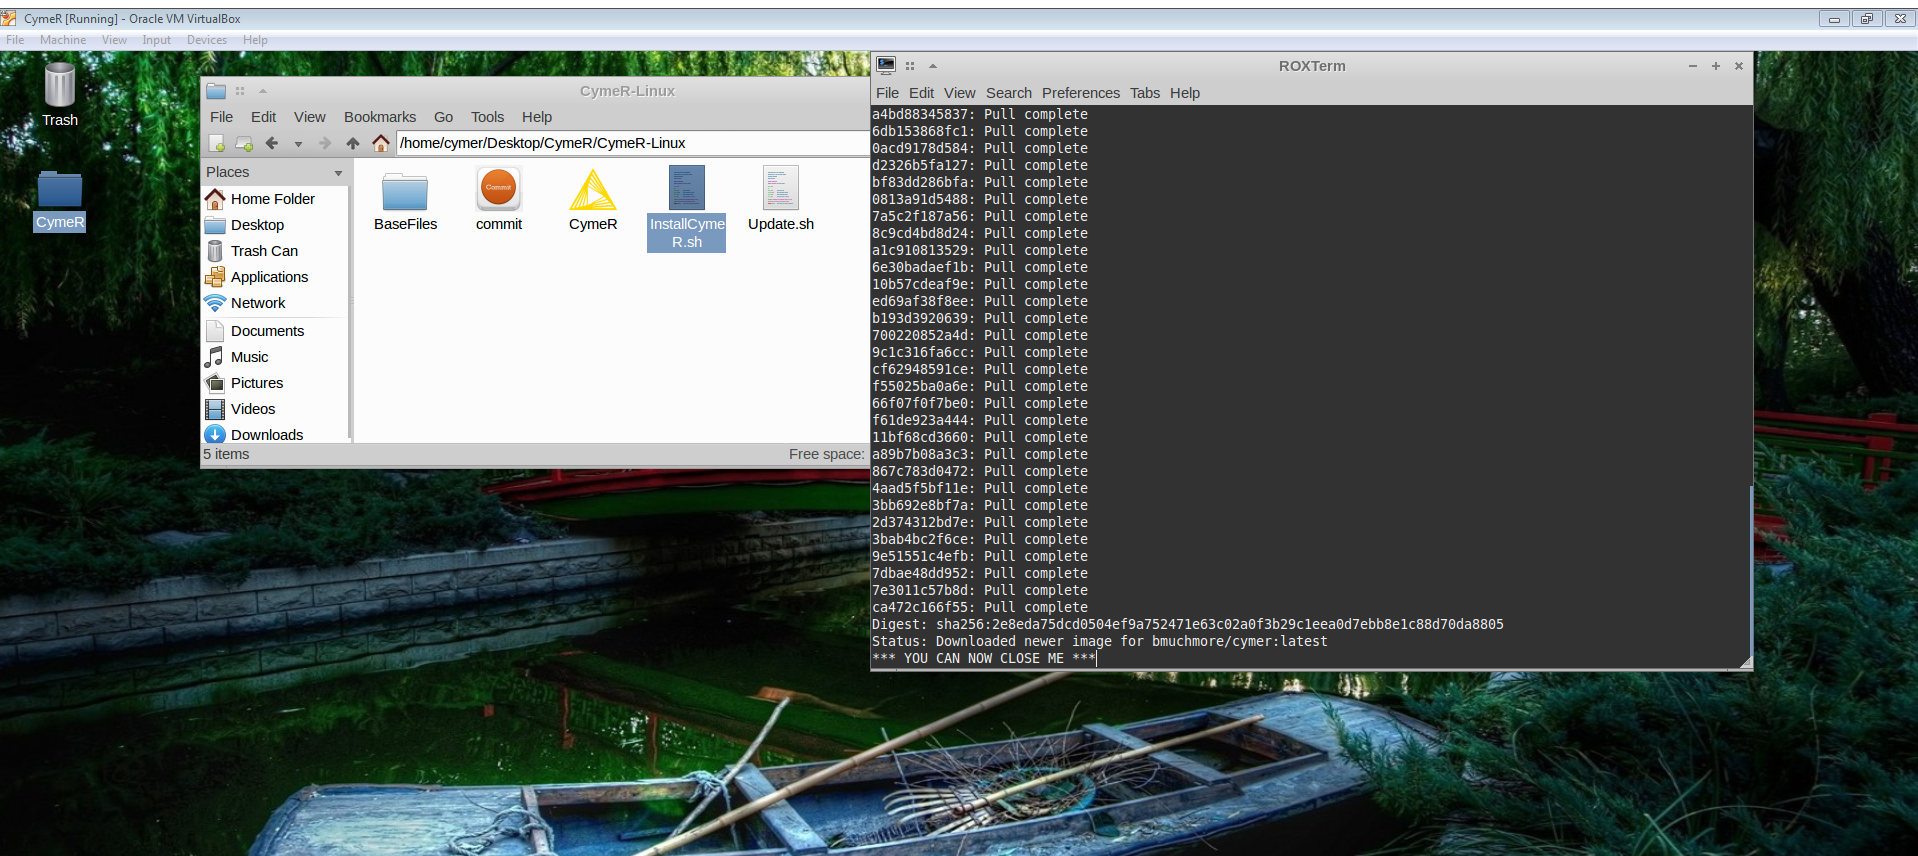 CymeR [Running] - Oracle VM VirtualBox
File Machine View Input Devices Help
Trash
CymeR
CymeR-Linux
File Edit View Bookmarks Go Tools Help
/home/cymer/Desktop/CymeR/CymeR-Linux
Places
Home Folder
Desktop
Trash Can
Applications
Network
Documents
Music
Pictures
Videos
Downloads
BaseFiles
Commit
commit
CymeR
InstallCyme
R.sh
Update.sh
5 items
Free space:
ROXTerm
File Edit View Search Preferences Tabs Help
a4bd88345837: Pull complete
6db153868fc1: Pull complete
0acd9178d584: Pull complete
d2326b5fa127: Pull complete
bf83dd286bfa: Pull complete
0813a91d5488: Pull complete
7a5c2f187a56: Pull complete
8c9cd4bd8d24: Pull complete
a1c910813529: Pull complete
6e30badaef1b: Pull complete
10b57cdeaf9e: Pull complete
ed69af38f8ee: Pull complete
b193d3920639: Pull complete
700220852a4d: Pull complete
9c1c316fa6cc: Pull complete
cf62948591ce: Pull complete
f55025ba0a6e: Pull complete
66f07f0f7be0: Pull complete
f61de923a444: Pull complete
11bf68cd3660: Pull complete
a89b7b08a3c3: Pull complete
867c783d0472: Pull complete
4aad5f5bf11e: Pull complete
3bb692e8bf7a: Pull complete
2d374312bd7e: Pull complete
3bab4bc2f6ce: Pull complete
9e51551c4efb: Pull complete
7dbae48dd952: Pull complete
7e3011c57b8d: Pull complete
ca472c166f55: Pull complete
Digest: sha256:2e8eda75dcd0504ef9a752471e63c02a0f3b29c1eea0d7ebb8e1c88d70da8805
Status: Downloaded newer image for bmuchmore/cymer:latest
*** YOU CAN NOW CLOSE ME ***